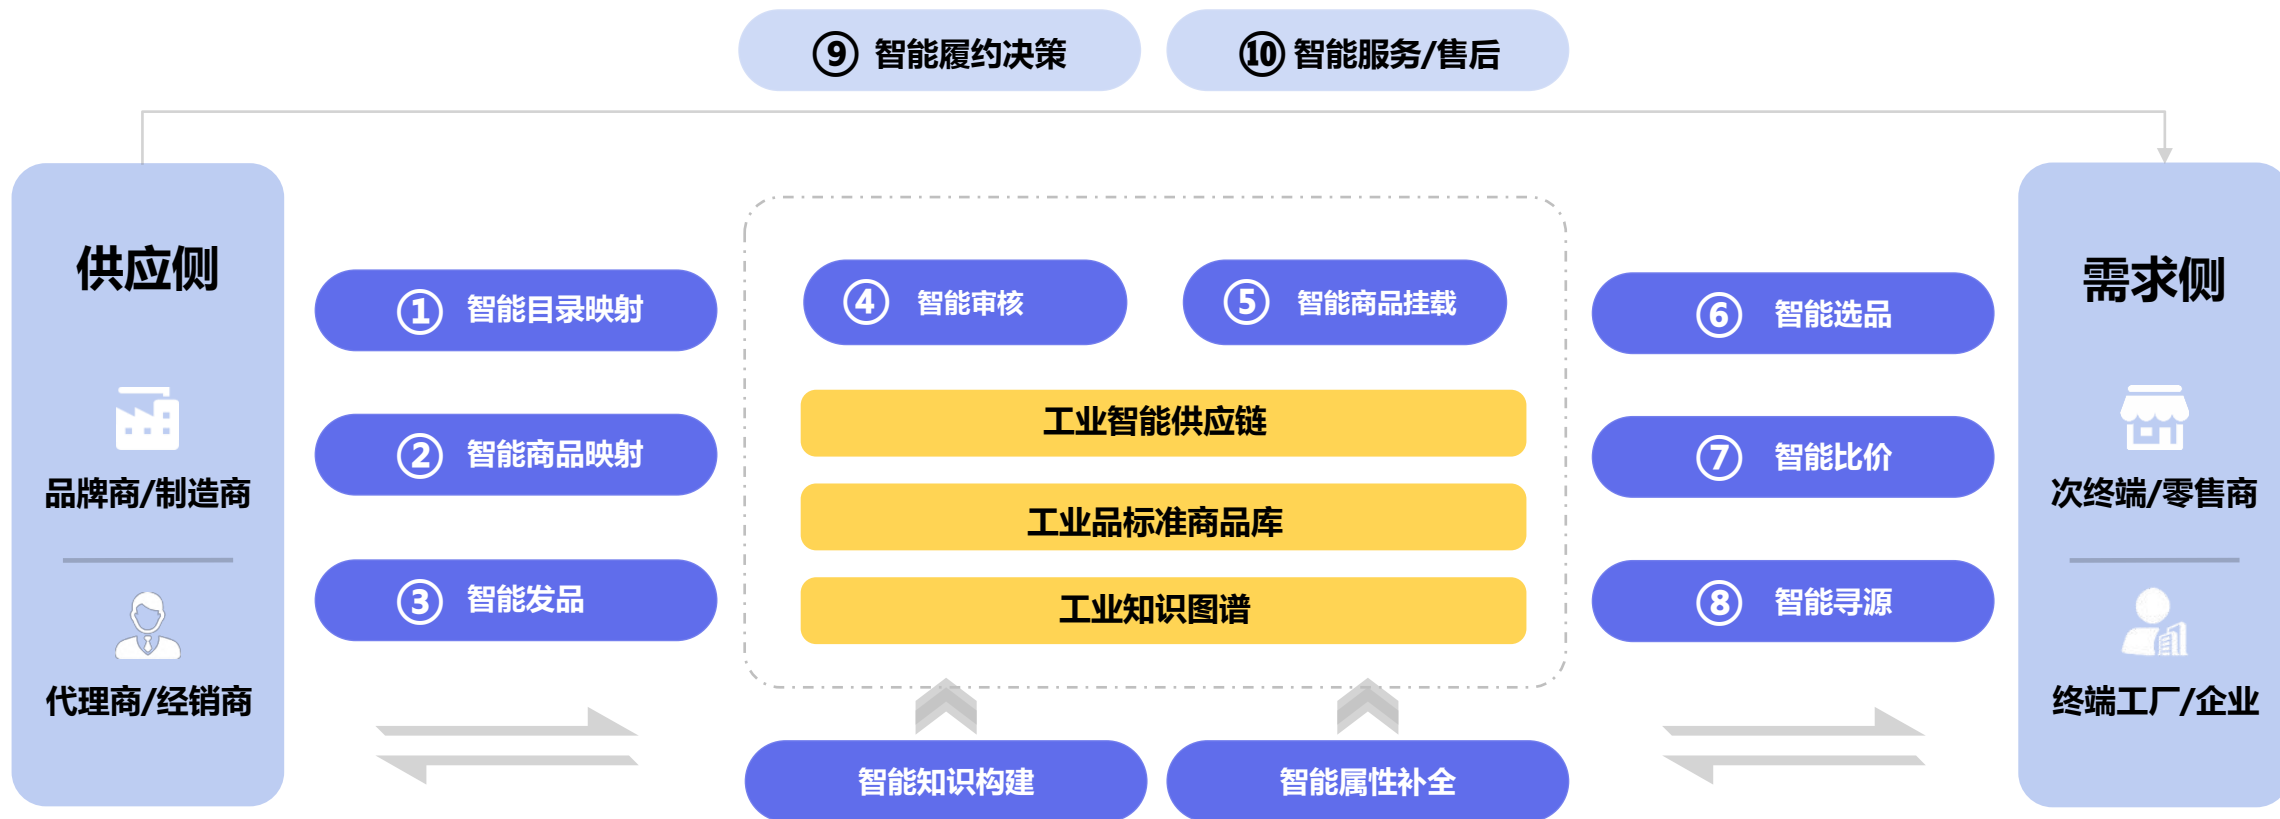 ⑨ 智能履约决策
⑩ 智能服务/售后
供应侧
品牌商/制造商
代理商/经销商
① 智能目录映射
② 智能商品映射
③ 智能发品
④ 智能审核
⑤ 智能商品挂载
工业智能供应链
工业品标准商品库
工业知识图谱
智能知识构建
智能属性补全
⑥ 智能选品
⑦ 智能比价
⑧ 智能寻源
需求侧
次终端/零售商
终端工厂/企业